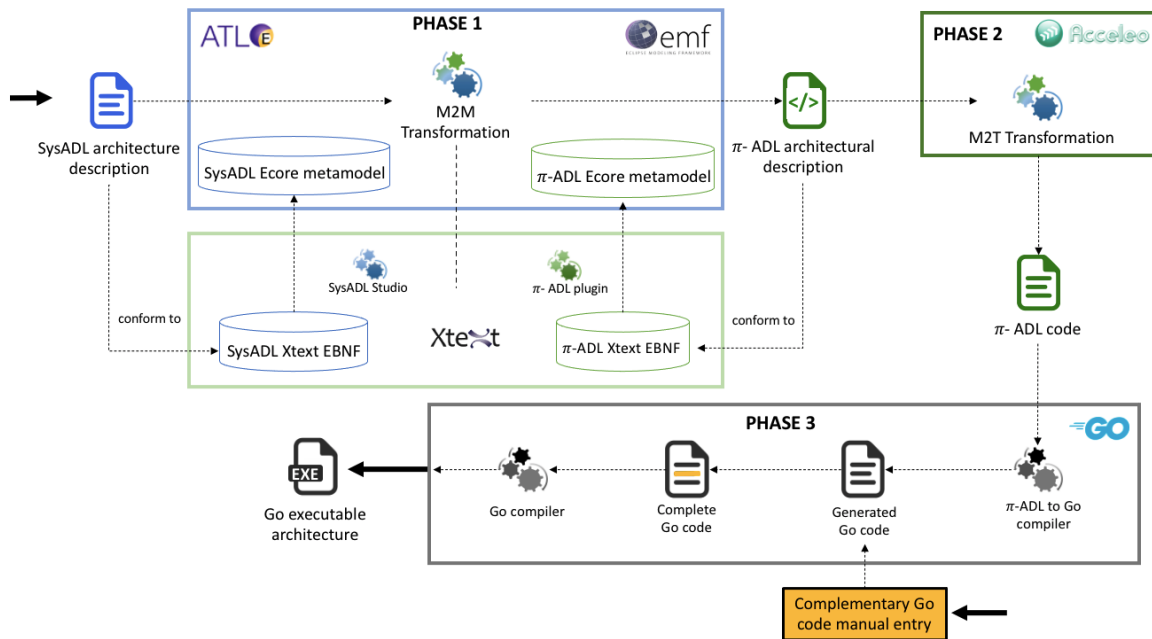 PHASE 1
ATL E
emf
ECLIPSE MODELING FRAMEWORK
PHASE 2
Acceleo
M2M
Transformation
</>
M2T Transformation
SysADL architecture
description
π- ADL architectural
description
SysADL Ecore metamodel
π-ADL Ecore metamodel
SysADL Studio
π- ADL plugin
conform to
conform to
Xtext
SysADL Xtext EBNF
π-ADL Xtext EBNF
π- ADL code
PHASE 3
GO
EXE
Go executable
architecture
Go compiler
Complete
Go code
Generated
Go code
π-ADL to Go
compiler
Complementary Go
code manual entry